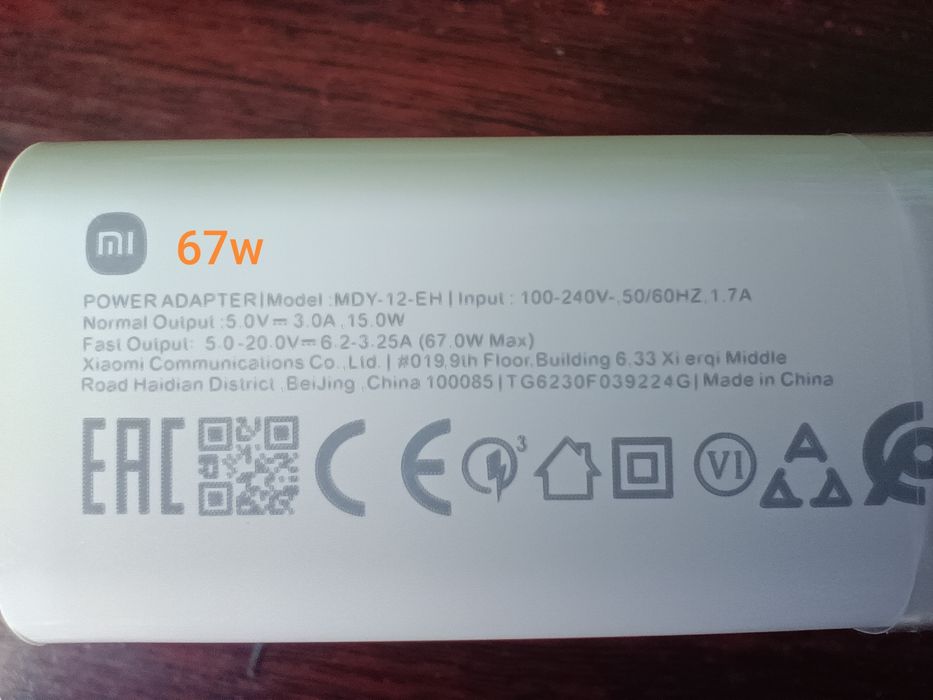 mi 67w
POWER ADAPTER|Model :MDY-12-EH | Input : 100-240V~,50/60HZ,1.7A
Normal Output :5.0V⎓ 3.0A ,15.0W
Fast Output: 5.0-20.0V⎓ 6.2-3.25A (67.0W Max)
Xiaomi Communications Co.,Ltd. | #019,9th Floor,Building 6,33 Xi erqi Middle
Road Haidian District ,BeiJing ,China 100085|TG6230F039224G|Made in China
EAC CE 3 VI